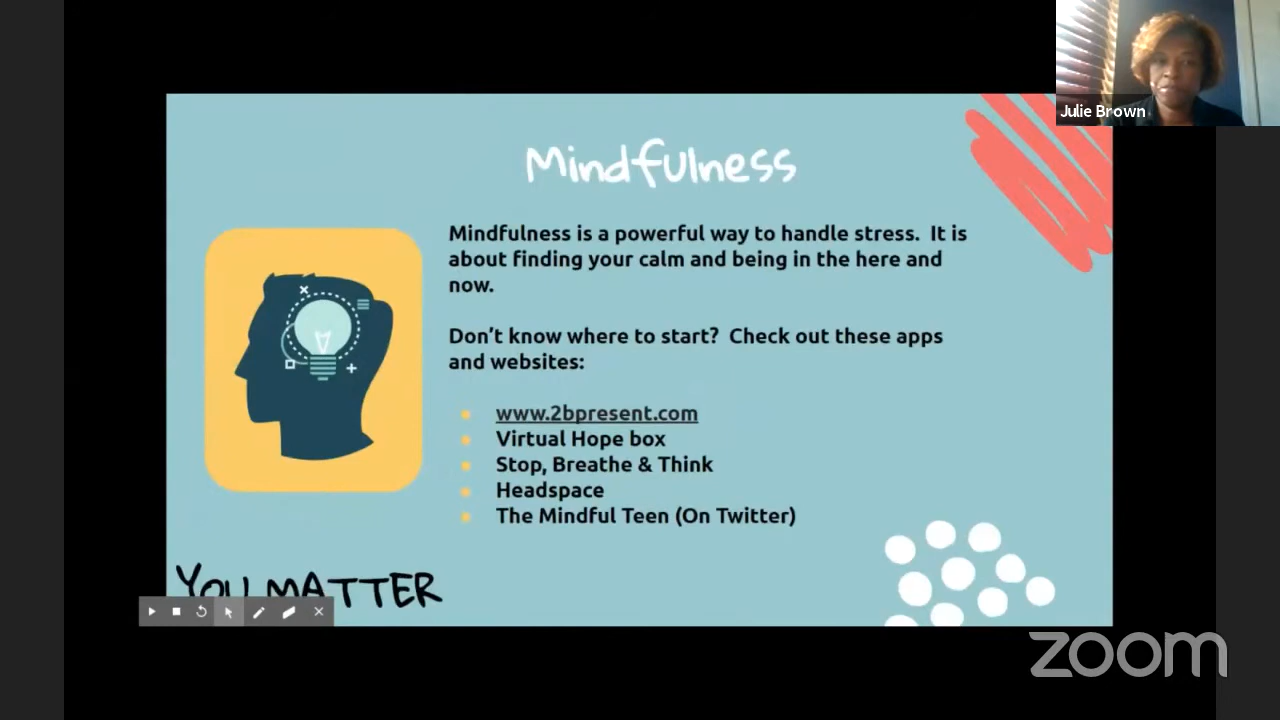 Julie Brown
Mindfulness
Mindfulness is a powerful way to handle stress.  It is
about finding your calm and being in the here and
now.
Don’t know where to start?  Check out these apps
and websites:
www.2bpresent.com
Virtual Hope box
Stop, Breathe & Think
Headspace
The Mindful Teen (On Twitter)
YOU MATTER
zoom